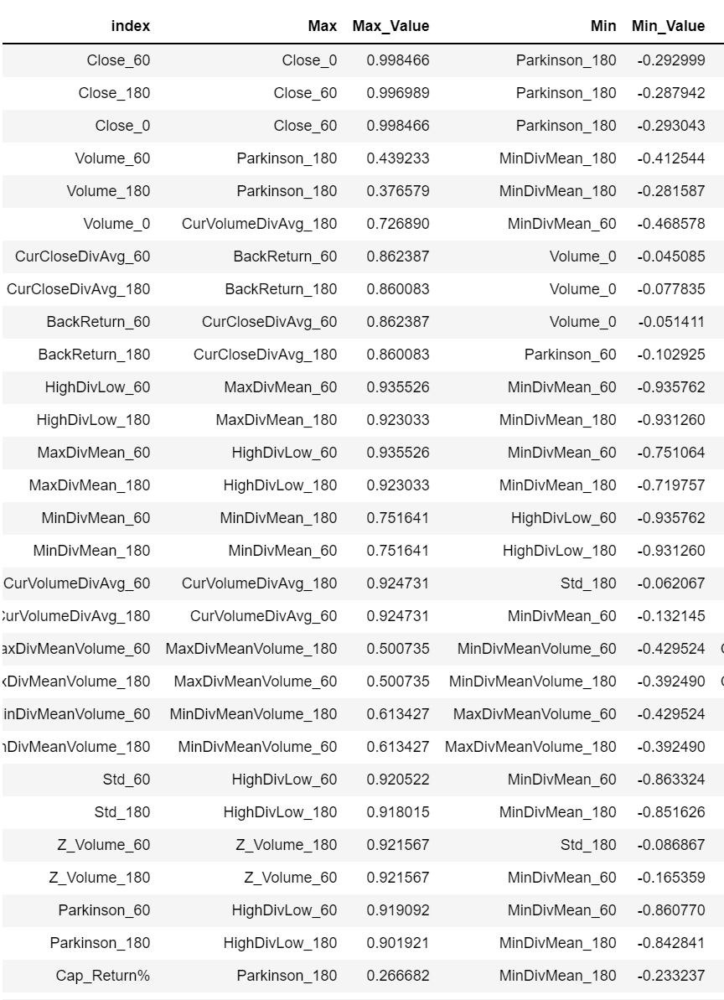 index Max Max_Value Min Min_Value
Close_60 Close_0 0.998466 Parkinson_180 -0.292999
Close_180 Close_60 0.996989 Parkinson_180 -0.287942
Close_0 Close_60 0.998466 Parkinson_180 -0.293043
Volume_60 Parkinson_180 0.439233 MinDivMean_180 -0.412544
Volume_180 Parkinson_180 0.376579 MinDivMean_180 -0.281587
Volume_0 CurVolumeDivAvg_180 0.726890 MinDivMean_60 -0.468578
CurCloseDivAvg_60 BackReturn_60 0.862387 Volume_0 -0.045085
CurCloseDivAvg_180 BackReturn_180 0.860083 Volume_0 -0.077835
BackReturn_60 CurCloseDivAvg_60 0.862387 Volume_0 -0.051411
BackReturn_180 CurCloseDivAvg_180 0.860083 Parkinson_60 -0.102925
HighDivLow_60 MaxDivMean_60 0.935526 MinDivMean_60 -0.935762
HighDivLow_180 MaxDivMean_180 0.923033 MinDivMean_180 -0.931260
MaxDivMean_60 HighDivLow_60 0.935526 MinDivMean_60 -0.751064
MaxDivMean_180 HighDivLow_180 0.923033 MinDivMean_180 -0.719757
MinDivMean_60 MinDivMean_180 0.751641 HighDivLow_60 -0.935762
MinDivMean_180 MinDivMean_60 0.751641 HighDivLow_180 -0.931260
CurVolumeDivAvg_60 CurVolumeDivAvg_180 0.924731 Std_180 -0.062067
CurVolumeDivAvg_180 CurVolumeDivAvg_60 0.924731 MinDivMean_60 -0.132145
axDivMeanVolume_60 MaxDivMeanVolume_180 0.500735 MinDivMeanVolume_60 -0.429524
xDivMeanVolume_180 MaxDivMeanVolume_60 0.500735 MinDivMeanVolume_180 -0.392490
inDivMeanVolume_60 MinDivMeanVolume_180 0.613427 MaxDivMeanVolume_60 -0.429524
nDivMeanVolume_180 MinDivMeanVolume_60 0.613427 MaxDivMeanVolume_180 -0.392490
Std_60 HighDivLow_60 0.920522 MinDivMean_60 -0.863324
Std_180 HighDivLow_180 0.918015 MinDivMean_180 -0.851626
Z_Volume_60 Z_Volume_180 0.921567 Std_180 -0.086867
Z_Volume_180 Z_Volume_60 0.921567 MinDivMean_60 -0.165359
Parkinson_60 HighDivLow_60 0.919092 MinDivMean_60 -0.860770
Parkinson_180 HighDivLow_180 0.901921 MinDivMean_180 -0.842841
Cap_Return% Parkinson_180 0.266682 MinDivMean_180 -0.233237